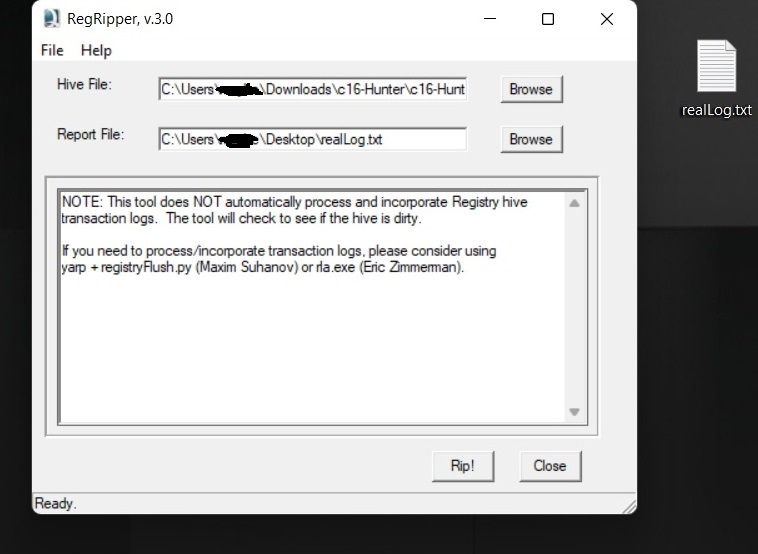 RegRipper, v.3.0
File Help
Hive File: C:\Users\ \Downloads\c16-Hunter\c16-Hunt Browse
Report File: C:\Users\ \Desktop\realLog.txt Browse
NOTE: This tool does NOT automatically process and incorporate Registry hive
transaction logs. The tool will check to see if the hive is dirty.
If you need to process/incorporate transaction logs, please consider using
yarp + registryFlush.py (Maxim Suhanov) or rla.exe (Eric Zimmerman).
Rip! Close
Ready.
realLog.txt